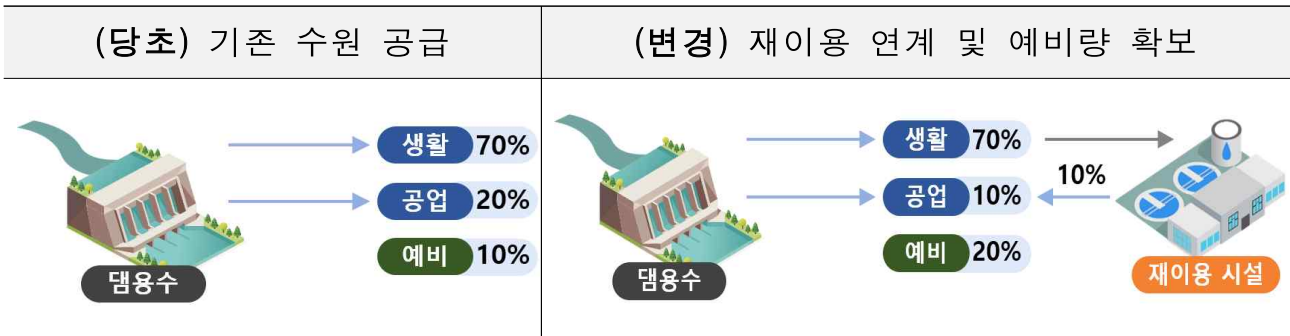 (당초) 기존 수원 공급
(변경) 재이용 연계 및 예비량 확보
생활 70%
공업 20%
예비 10%
댐용수
생활 70%
공업 10%
10%
예비 20%
댐용수
재이용 시설